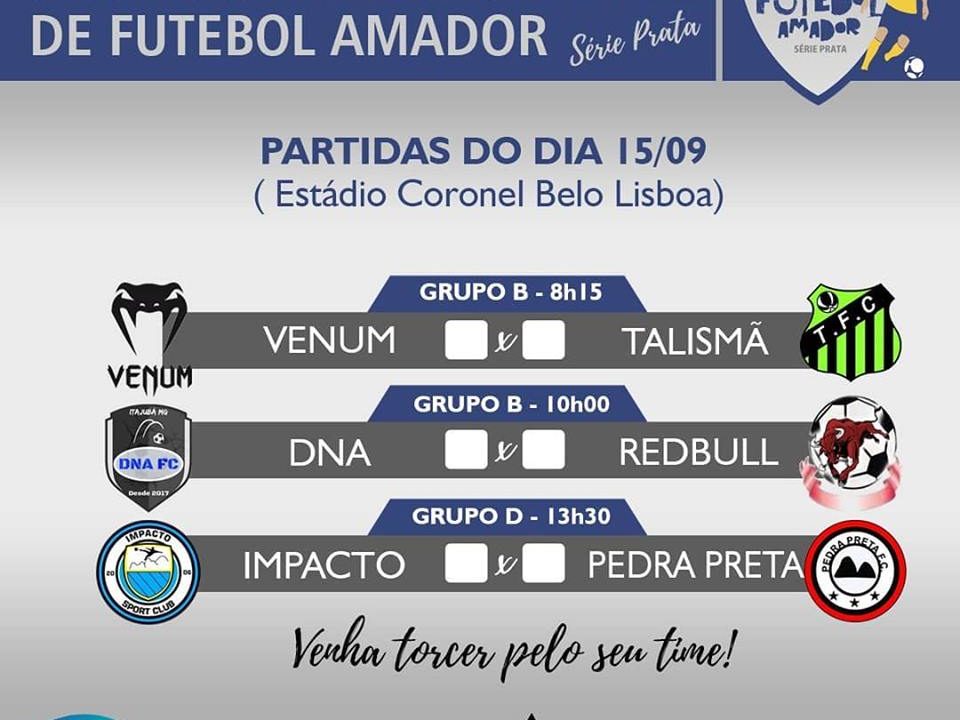 DE FUTEBOL AMADOR Série Prata
FUTEBOL
AMADOR
SÉRIE PRATA
PARTIDAS DO DIA 15/09
( Estádio Coronel Belo Lisboa)
GRUPO B - 8h15
VENUM x TALISMÃ
VENUM
T.F.C
GRUPO B - 10h00
DNA x REDBULL
ITAJUBÁ MG
DNA FC
Desde 2017
GRUPO D - 13h30
IMPACTO x PEDRA PRETA
IMPACTO
20 06
SPORT CLUB
PEDRA PRETA F.C.
Venha torcer pelo seu time!